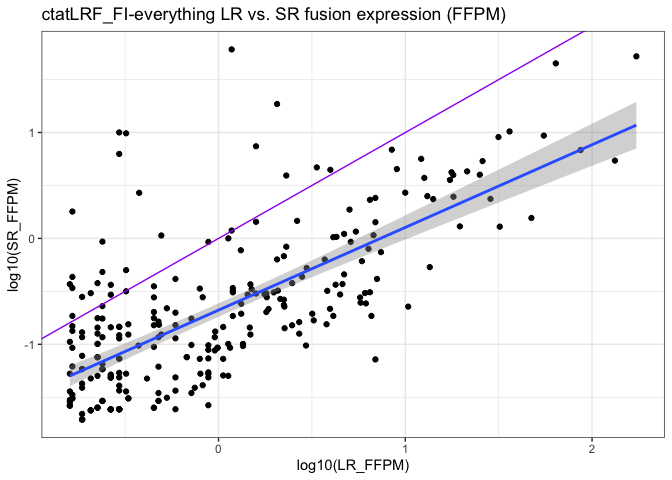 ctatLRF_FI-everything LR vs. SR fusion expression (FFPM)
log10(SR_FFPM)
1
0
-1
0
1
2
log10(LR_FFPM)